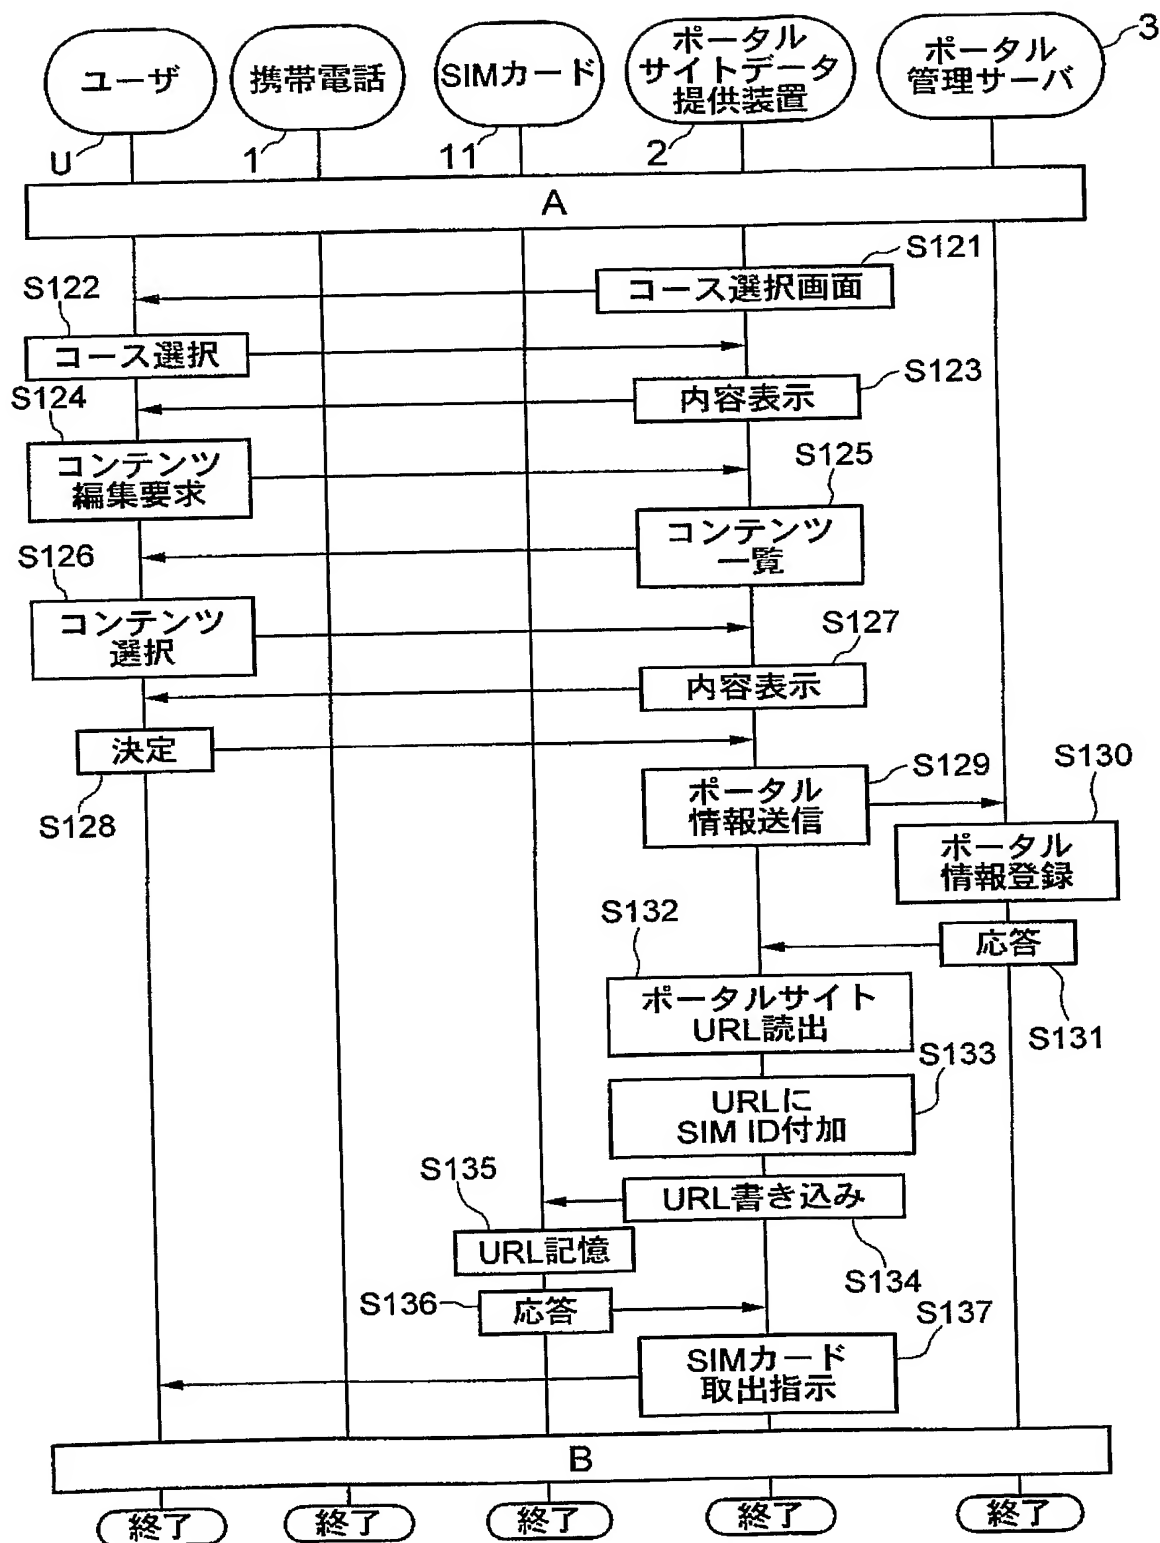 3
ユーザ
携帯電話
SIMカード
ポータル
サイトデータ
提供装置
ポータル
管理サーバ
U
1
11
2
A
S121
コース選択画面
S122
コース選択
S123
内容表示
S124
コンテンツ
編集要求
S125
コンテンツ
一覧
S126
コンテンツ
選択
S127
内容表示
決定
S128
S129
ポータル
情報送信
S130
ポータル
情報登録
応答
S131
S132
ポータルサイト
URL読出
S133
URLに
SIM ID付加
URL書き込み
S134
S135
URL記憶
S136
応答
S137
SIMカード
取出指示
B
終了
終了
終了
終了
終了